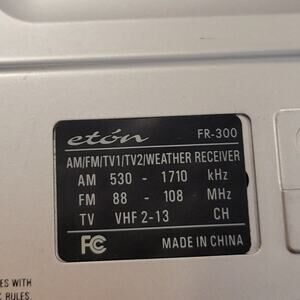 etón FR-300
AM/FM/TV1/TV2/WEATHER RECEIVER
AM 530 - 1710 kHz
FM 88 - 108 MHz
TV VHF 2-13 CH
FC MADE IN CHINA
ES WITH
RULES.